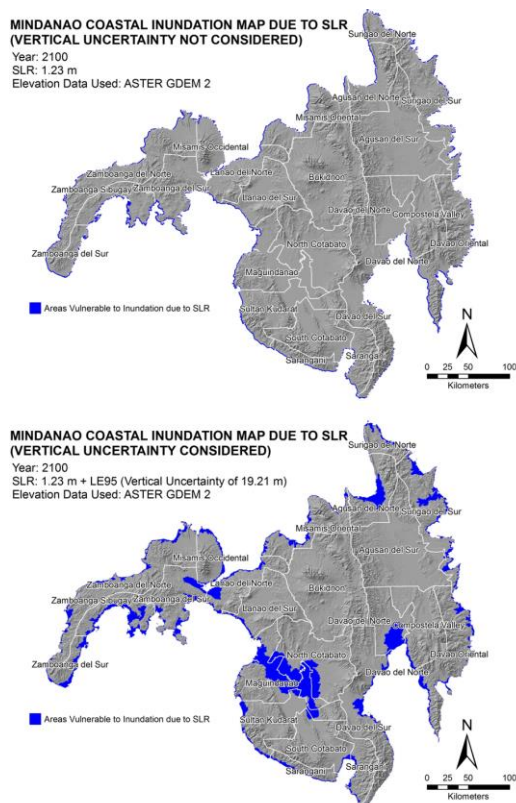 MINDANAO COASTAL INUNDATION MAP DUE TO SLR
(VERTICAL UNCERTAINTY NOT CONSIDERED)
Year: 2100
SLR: 1.23 m
Elevation Data Used: ASTER GDEM 2
Surigao del Norte
Agusan del Norte
Surigao del Sur
Misamis Oriental
Agusan del Sur
Misamis Occidental
Zamboanga del Norte
Lanao del Norte
Zamboanga Sibugay
Zamboanga del Sur
Bukidnon
Lanao del Sur
Davao del Norte
Compostela Valley
North Cotabato
Davao Oriental
Zamboanga del Sur
Maguindanao
Davao del Norte
Sultan Kudarat
Davao del Sur
South Cotabato
Sarangani
Saranga
Areas Vulnerable to Inundation due to SLR
N
0 25 50 100
Kilometers
MINDANAO COASTAL INUNDATION MAP DUE TO SLR
(VERTICAL UNCERTAINTY CONSIDERED)
Year: 2100
SLR: 1.23 m + LE95 (Vertical Uncertainty of 19.21 m)
Elevation Data Used: ASTER GDEM 2
Surigao del Norte
Agusan del Norte
Surigao del Sur
Misamis Oriental
Agusan del Sur
Misamis Occidental
Zamboanga del Norte
Lanao del Norte
Zamboanga Sibugay
Zamboanga del Sur
Bukidnon
Lanao del Sur
Davao del Norte
Compostela Valley
North Cotabato
Davao Oriental
Zamboanga del Sur
Maguindanao
Davao del Norte
Sultan Kudarat
Davao del Sur
South Cotabato
Sarangani
Saranga
Areas Vulnerable to Inundation due to SLR
N
0 25 50 100
Kilometers